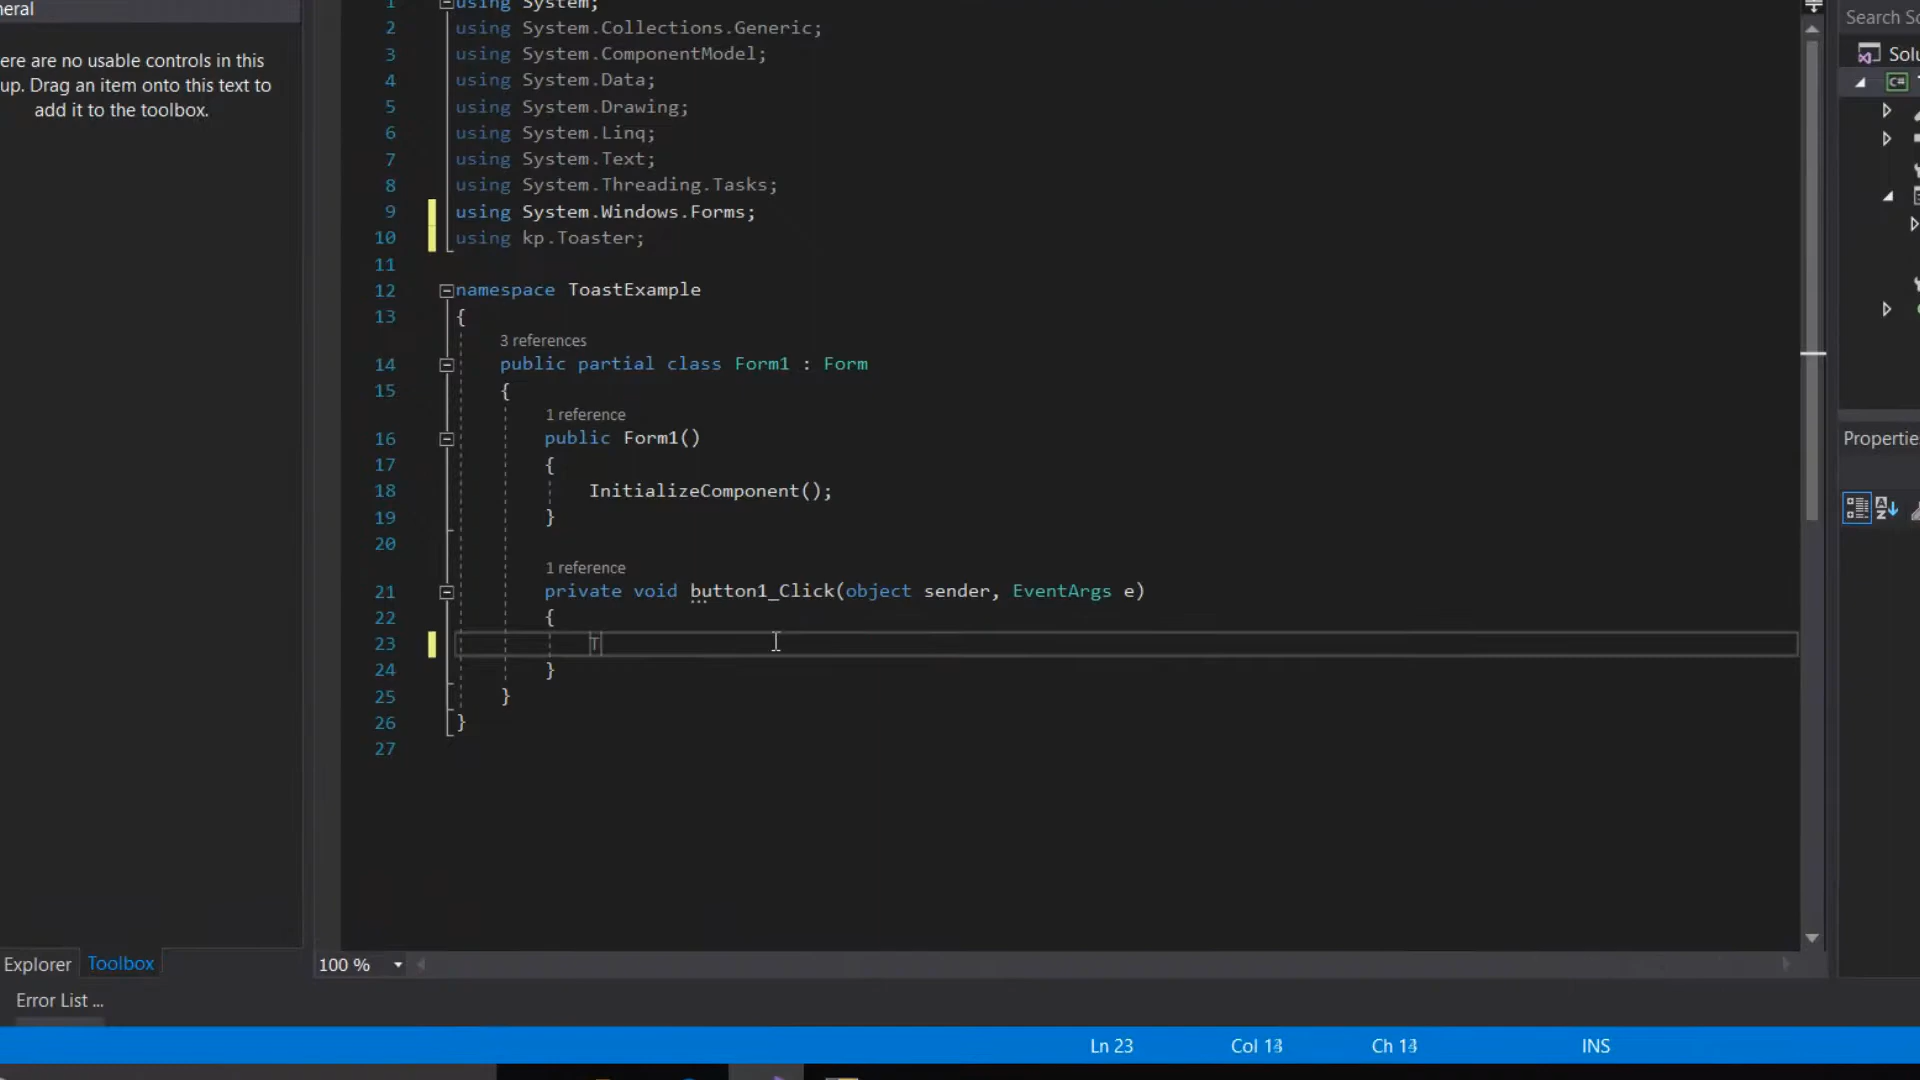 eral
ere are no usable controls in this
up. Drag an item onto this text to
add it to the toolbox.
1 using System;
2 using System.Collections.Generic;
3 using System.ComponentModel;
4 using System.Data;
5 using System.Drawing;
6 using System.Linq;
7 using System.Text;
8 using System.Threading.Tasks;
9 using System.Windows.Forms;
10 using kp.Toaster;
11
12 namespace ToastExample
13 {
3 references
14 public partial class Form1 : Form
15 {
1 reference
16 public Form1()
17 {
18 InitializeComponent();
19 }
20
1 reference
21 private void button1_Click(object sender, EventArgs e)
22 {
23 T
24 }
25 }
26 }
27
Search So
Solu
C#
Propertie
Explorer Toolbox
100 %
Error List ...
Ln 23 Col 13 Ch 13 INS